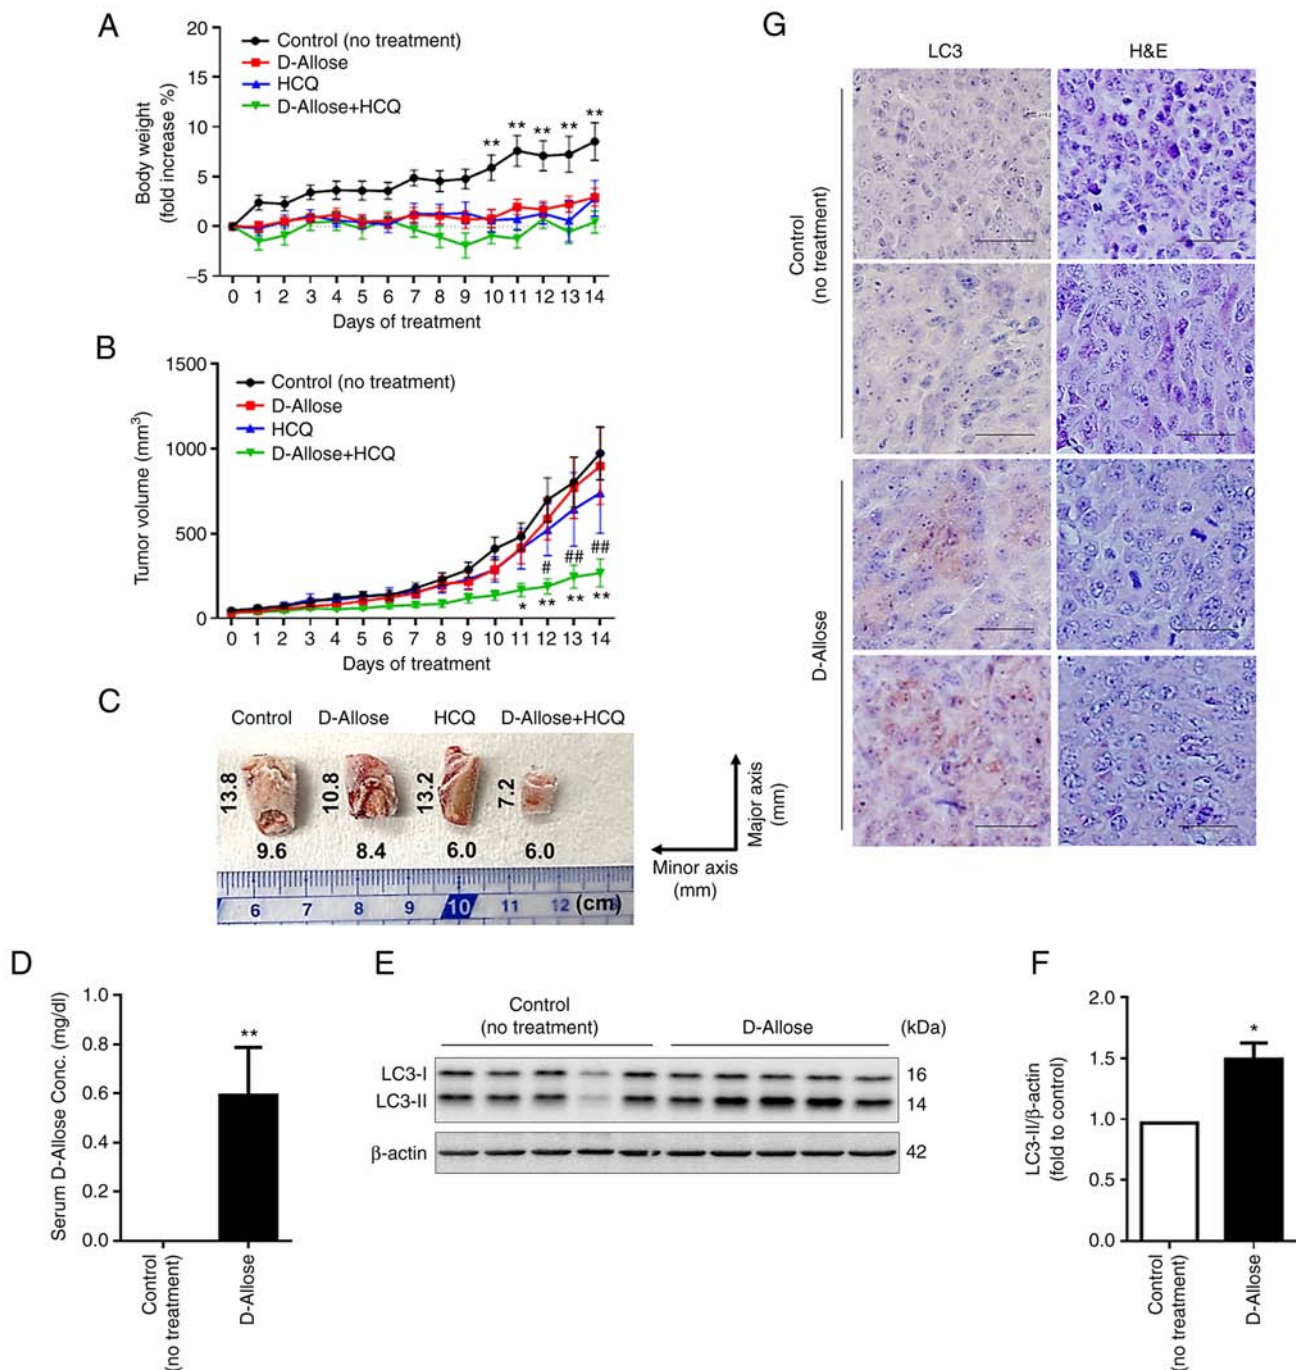 A
20
15
10
5
0
−5
Body weight
(fold increase %)
Control (no treatment)
D-Allose
HCQ
D-Allose+HCQ
** ** ** ** **
0 1 2 3 4 5 6 7 8 9 10 11 12 13 14
Days of treatment
B
1500
1000
500
0
Tumor volume (mm³)
Control (no treatment)
D-Allose
HCQ
D-Allose+HCQ
# ## ##
* ** ** **
0 1 2 3 4 5 6 7 8 9 10 11 12 13 14
Days of treatment
C
Control D-Allose HCQ D-Allose+HCQ
13.8 10.8 13.2 7.2
9.6 8.4 6.0 6.0
6 7 8 9 10 11 12 (cm)
Major axis
(mm)
Minor axis
(mm)
G
LC3 H&E
Control
(no treatment)
D-Allose
D
Serum D-Allose Conc. (mg/dl)
1.0
0.8
0.6
0.4
0.2
0.0
**
Control
(no treatment)
D-Allose
E
Control
(no treatment)
D-Allose
(kDa)
LC3-I 16
LC3-II 14
β-actin 42
F
LC3-II/β-actin
(fold to control)
2.0
1.5
1.0
0.5
0.0
*
Control
(no treatment)
D-Allose